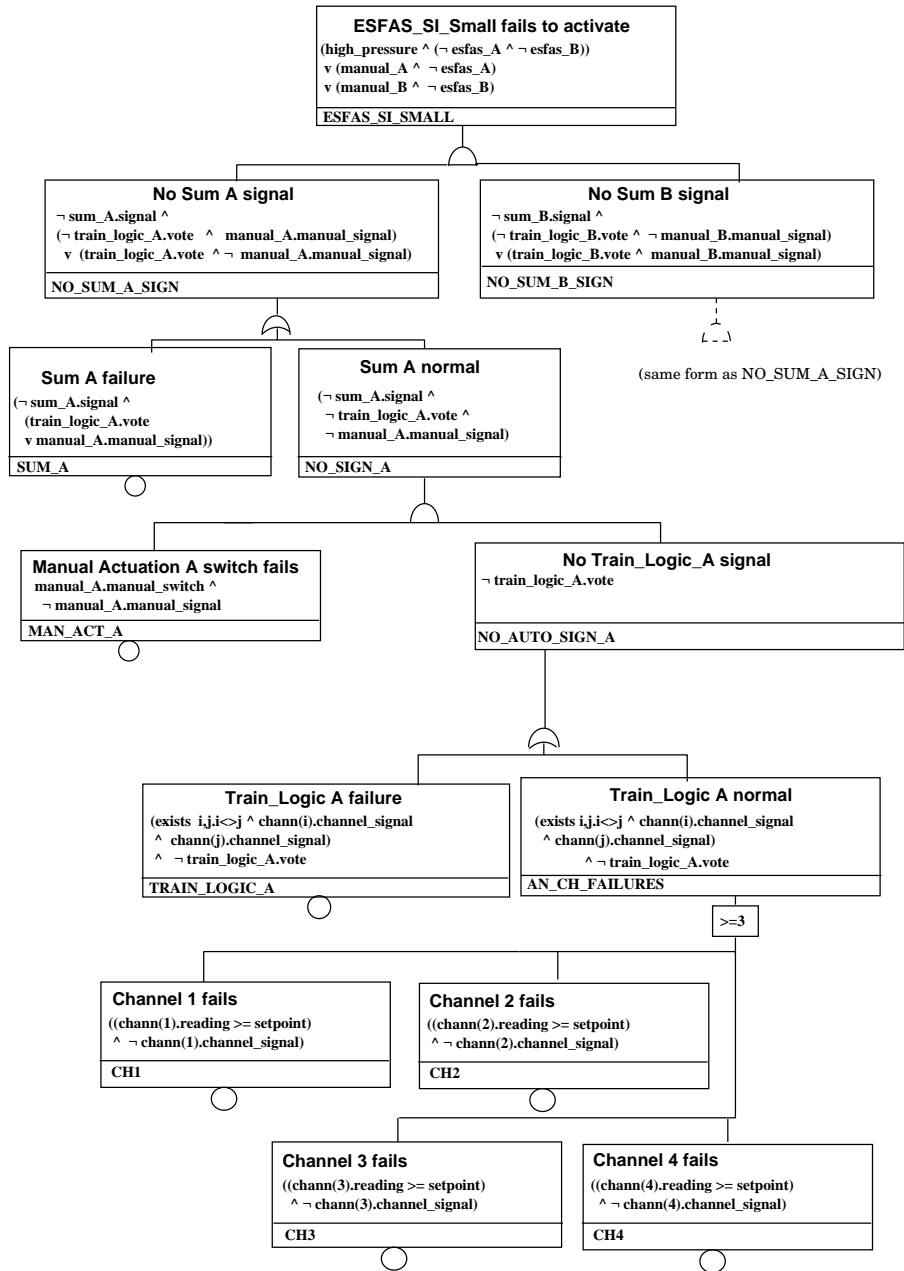 ESFAS_SI_Small fails to activate
(high_pressure ^ (¬ esfas_A ^ ¬ esfas_B))
v (manual_A ^ ¬ esfas_A)
v (manual_B ^ ¬ esfas_B)
ESFAS_SI_SMALL
No Sum A signal
¬ sum_A.signal ^
(¬ train_logic_A.vote ^ manual_A.manual_signal)
v (train_logic_A.vote ^ ¬ manual_A.manual_signal)
NO_SUM_A_SIGN
No Sum B signal
¬ sum_B.signal ^
(¬ train_logic_B.vote ^ ¬ manual_B.manual_signal)
v (train_logic_B.vote ^ manual_B.manual_signal)
NO_SUM_B_SIGN
(same form as NO_SUM_A_SIGN)
Sum A failure
(¬ sum_A.signal ^
(train_logic_A.vote
v manual_A.manual_signal))
SUM_A
Sum A normal
(¬ sum_A.signal ^
¬ train_logic_A.vote ^
¬ manual_A.manual_signal)
NO_SIGN_A
Manual Actuation A switch fails
manual_A.manual_switch ^
¬ manual_A.manual_signal
MAN_ACT_A
No Train_Logic_A signal
¬ train_logic_A.vote
NO_AUTO_SIGN_A
Train_Logic A failure
(exists i,j.i<>j ^ chann(i).channel_signal
^ chann(j).channel_signal)
^ ¬ train_logic_A.vote
TRAIN_LOGIC_A
Train_Logic A normal
(exists i,j.i<>j ^ chann(i).channel_signal
^ chann(j).channel_signal)
^ ¬ train_logic_A.vote
AN_CH_FAILURES
>=3
Channel 1 fails
((chann(1).reading >= setpoint)
^ ¬ chann(1).channel_signal)
CH1
Channel 2 fails
((chann(2).reading >= setpoint)
^ ¬ chann(2).channel_signal)
CH2
Channel 3 fails
((chann(3).reading >= setpoint)
^ ¬ chann(3).channel_signal)
CH3
Channel 4 fails
((chann(4).reading >= setpoint)
^ ¬ chann(4).channel_signal)
CH4